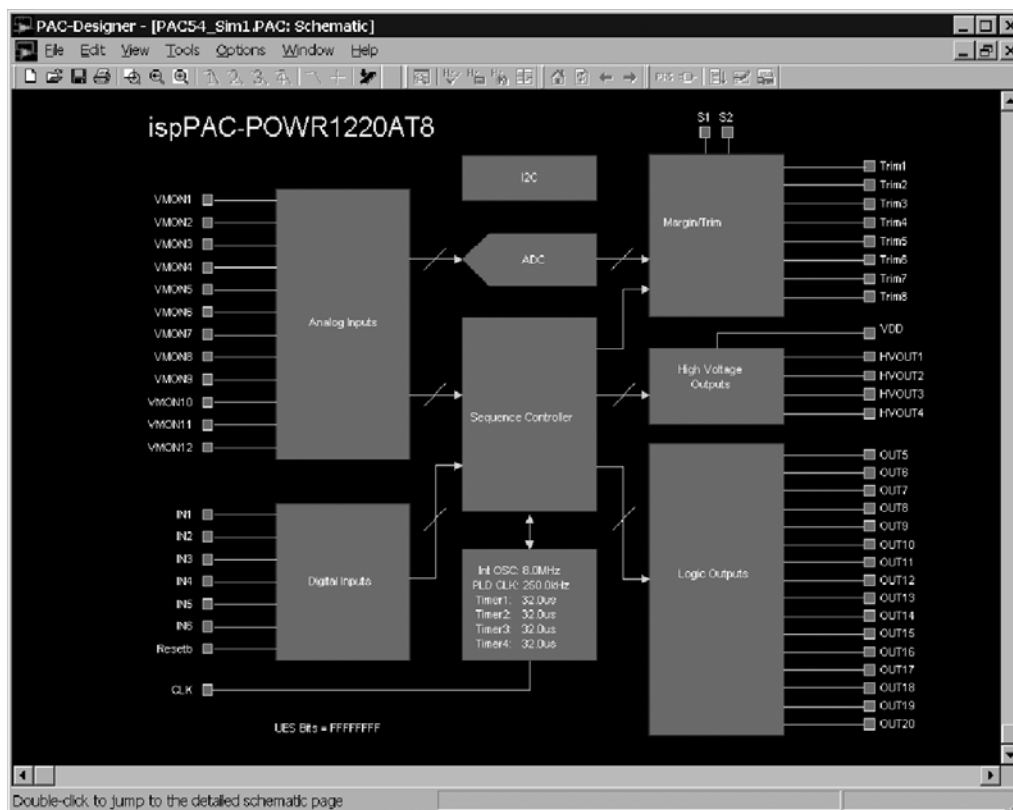 PAC-Designer - [PAC54_Sim1.PAC: Schematic]
File Edit View Tools Options Window Help
ispPAC-POWR1220AT8
S1 S2
I2C
Margin/Trim
ADC
Trim1
Trim2
Trim3
Trim4
Trim5
Trim6
Trim7
Trim8
VMON1
VMON2
VMON3
VMON4
VMON5
VMON6
VMON7
VMON8
VMON9
VMON10
VMON11
VMON12
Analog Inputs
VDD
High Voltage
Outputs
HVOUT1
HVOUT2
HVOUT3
HVOUT4
Sequence Controller
IN1
IN2
IN3
IN4
IN5
IN6
Resetb
CLK
Digital Inputs
Int OSC: 8.0MHz
PLD CLK: 250.0kHz
Timer1: 32.0us
Timer2: 32.0us
Timer3: 32.0us
Timer4: 32.0us
Logic Outputs
OUT5
OUT6
OUT7
OUT8
OUT9
OUT10
OUT11
OUT12
OUT13
OUT14
OUT15
OUT16
OUT17
OUT18
OUT19
OUT20
UES Bits = FFFFFFFF
Double-click to jump to the detailed schematic page